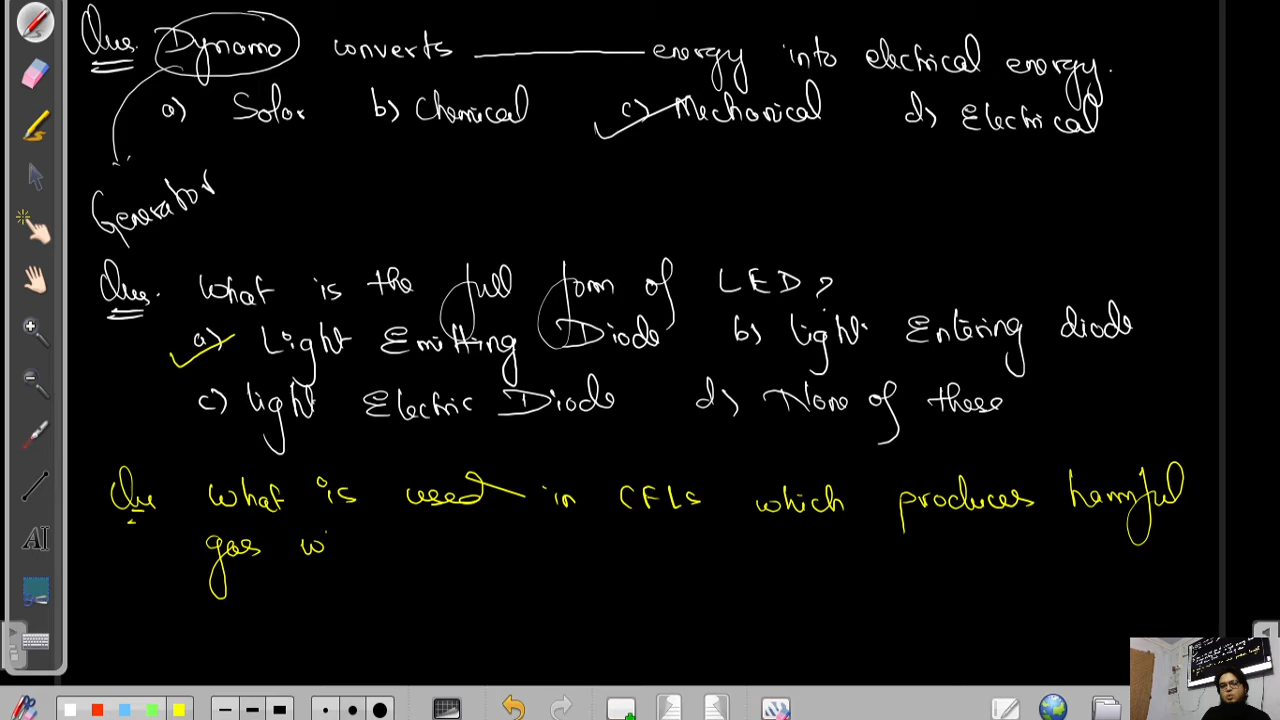 Que. Dynamo converts ______ energy into electrical energy.
a) Solar b) Chemical c) Mechanical d) Electrical
Generator
Que. What is the full form of LED?
a) Light Emitting Diode b) light Entering diode
c) light Electric Diode d) None of these
Que What is used in CFLs which produces harmful
gas wi